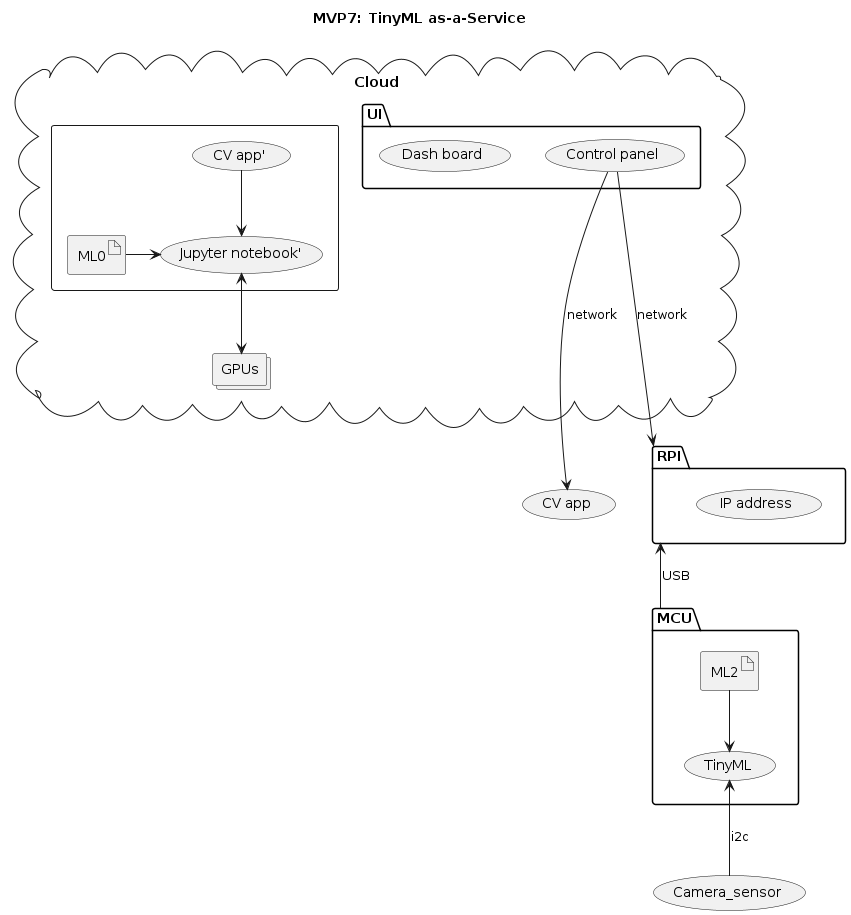 MVP7: TinyML as-a-Service
Cloud
UI
CV app'
Dash board
Control panel
ML0
Jupyter notebook'
network
network
GPUs
RPI
CV app
IP address
USB
MCU
ML2
TinyML
i2c
Camera_sensor